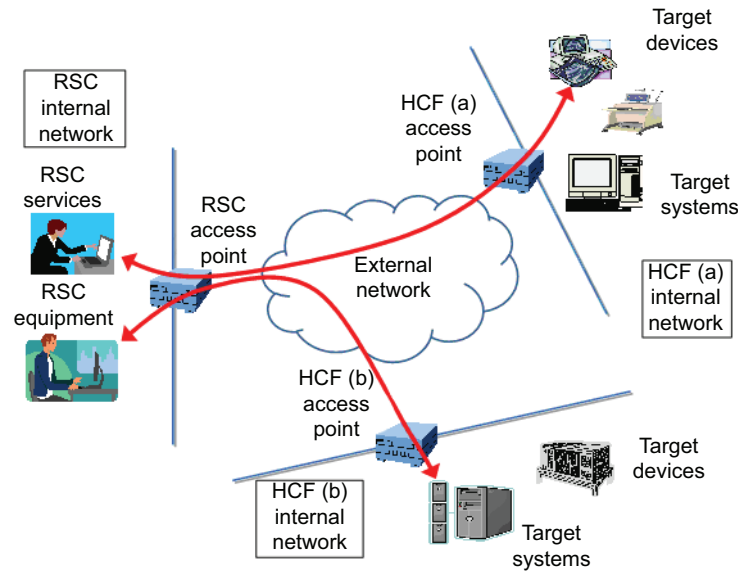 Target
devices
RSC
internal
network
HCF (a)
access
point
RSC
services
RSC
access
point
Target
systems
External
network
HCF (a)
internal
network
RSC
equipment
HCF (b)
access
point
Target
devices
HCF (b)
internal
network
Target
systems